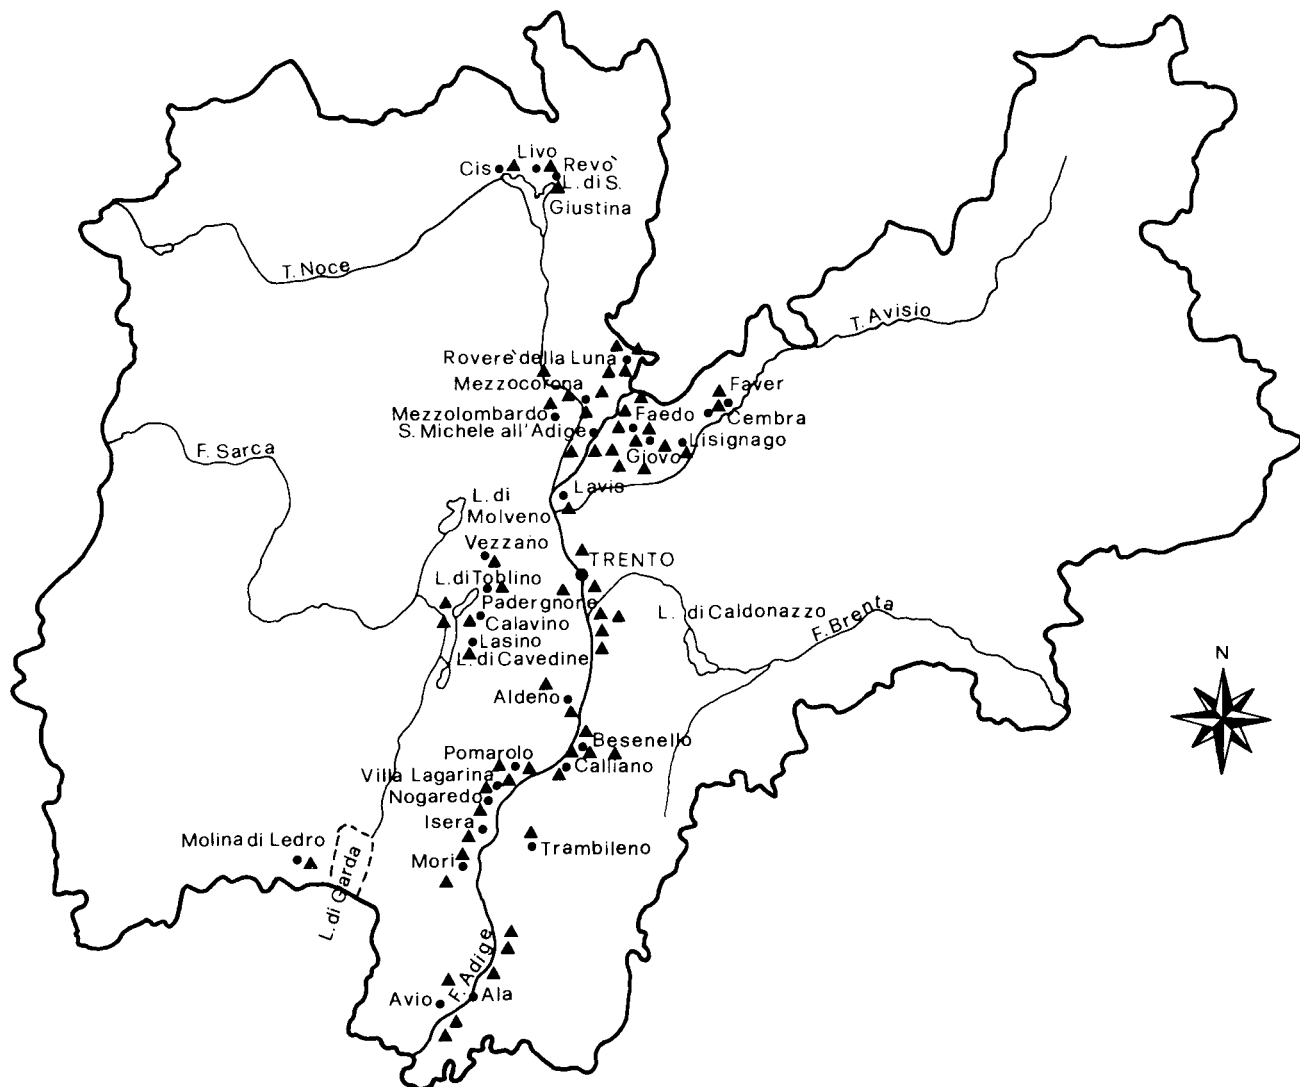 Livo
Cis
Revò
L. di S.
Giustina
T. Noce
T. Avisio
Roverè della Luna
Mezzocorona
Faver
Mezzolombardo
Faedo
Cembra
S. Michele all'Adige
Lisignago
F. Sarca
Giovo
Lavis
L. di
Molveno
Vezzano
TRENTO
L. di Toblino
Padergnone
L. di Caldonazzo
F. Brenta
Calavino
Lasino
L. di Cavedine
N
Aldeno
Besenello
Pomarolo
Calliano
Villa Lagarina
Nogaredo
Isera
Molina di Ledro
Trambileno
Mori
L. di Garda
F. Adige
Avio
Ala